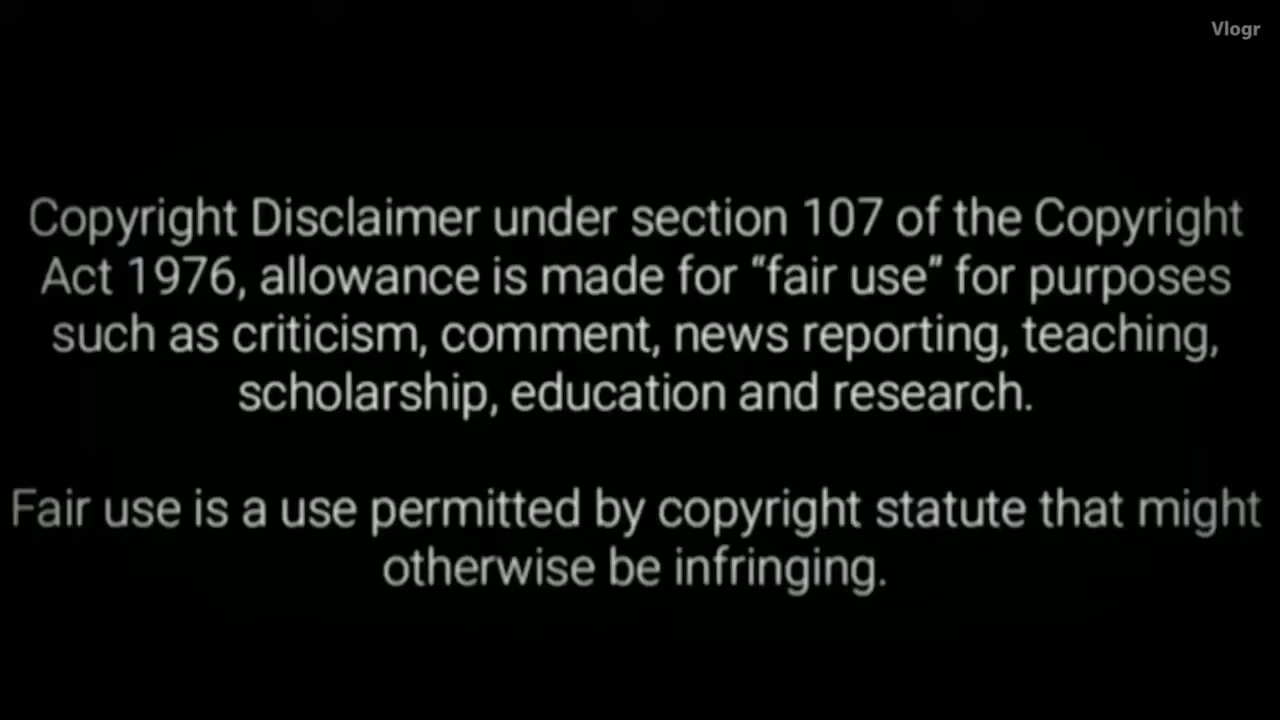 Vlogr
Copyright Disclaimer under section 107 of the Copyright
Act 1976, allowance is made for “fair use” for purposes
such as criticism, comment, news reporting, teaching,
scholarship, education and research.
Fair use is a use permitted by copyright statute that might
otherwise be infringing.